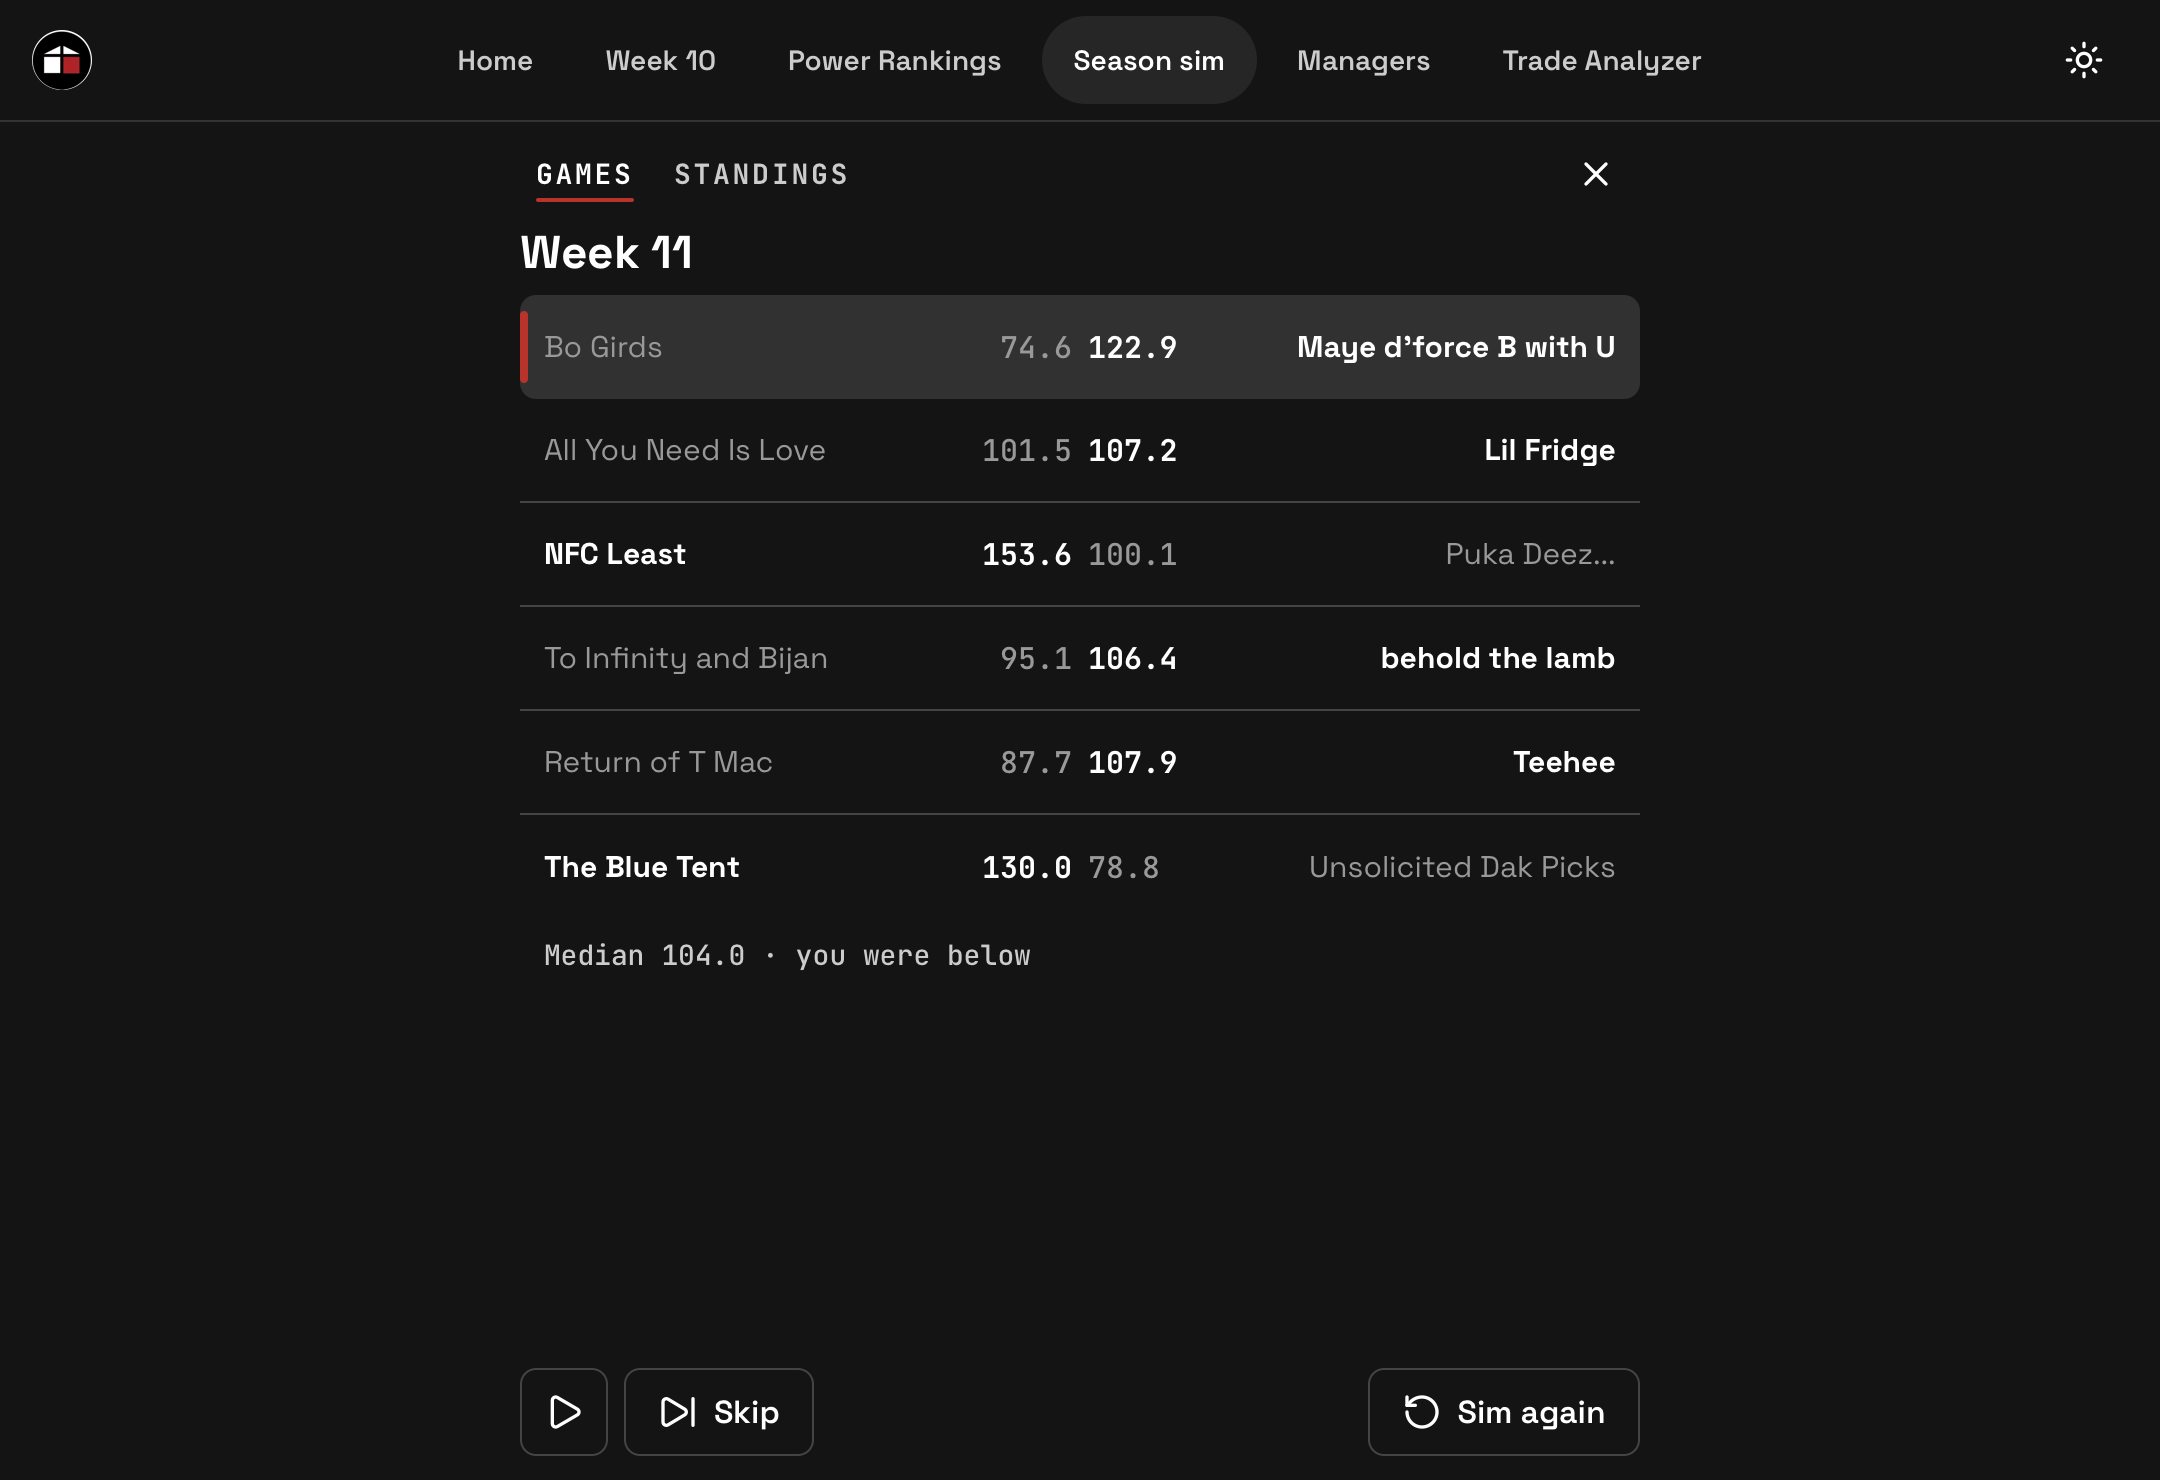 Home Week 10 Power Rankings Season sim Managers Trade Analyzer
GAMES STANDINGS
Week 11
Bo Girds 74.6 122.9 Maye d’force B with U
All You Need Is Love 101.5 107.2 Lil Fridge
NFC Least 153.6 100.1 Puka Deez...
To Infinity and Bijan 95.1 106.4 behold the lamb
Return of T Mac 87.7 107.9 Teehee
The Blue Tent 130.0 78.8 Unsolicited Dak Picks
Median 104.0 · you were below
Skip Sim again